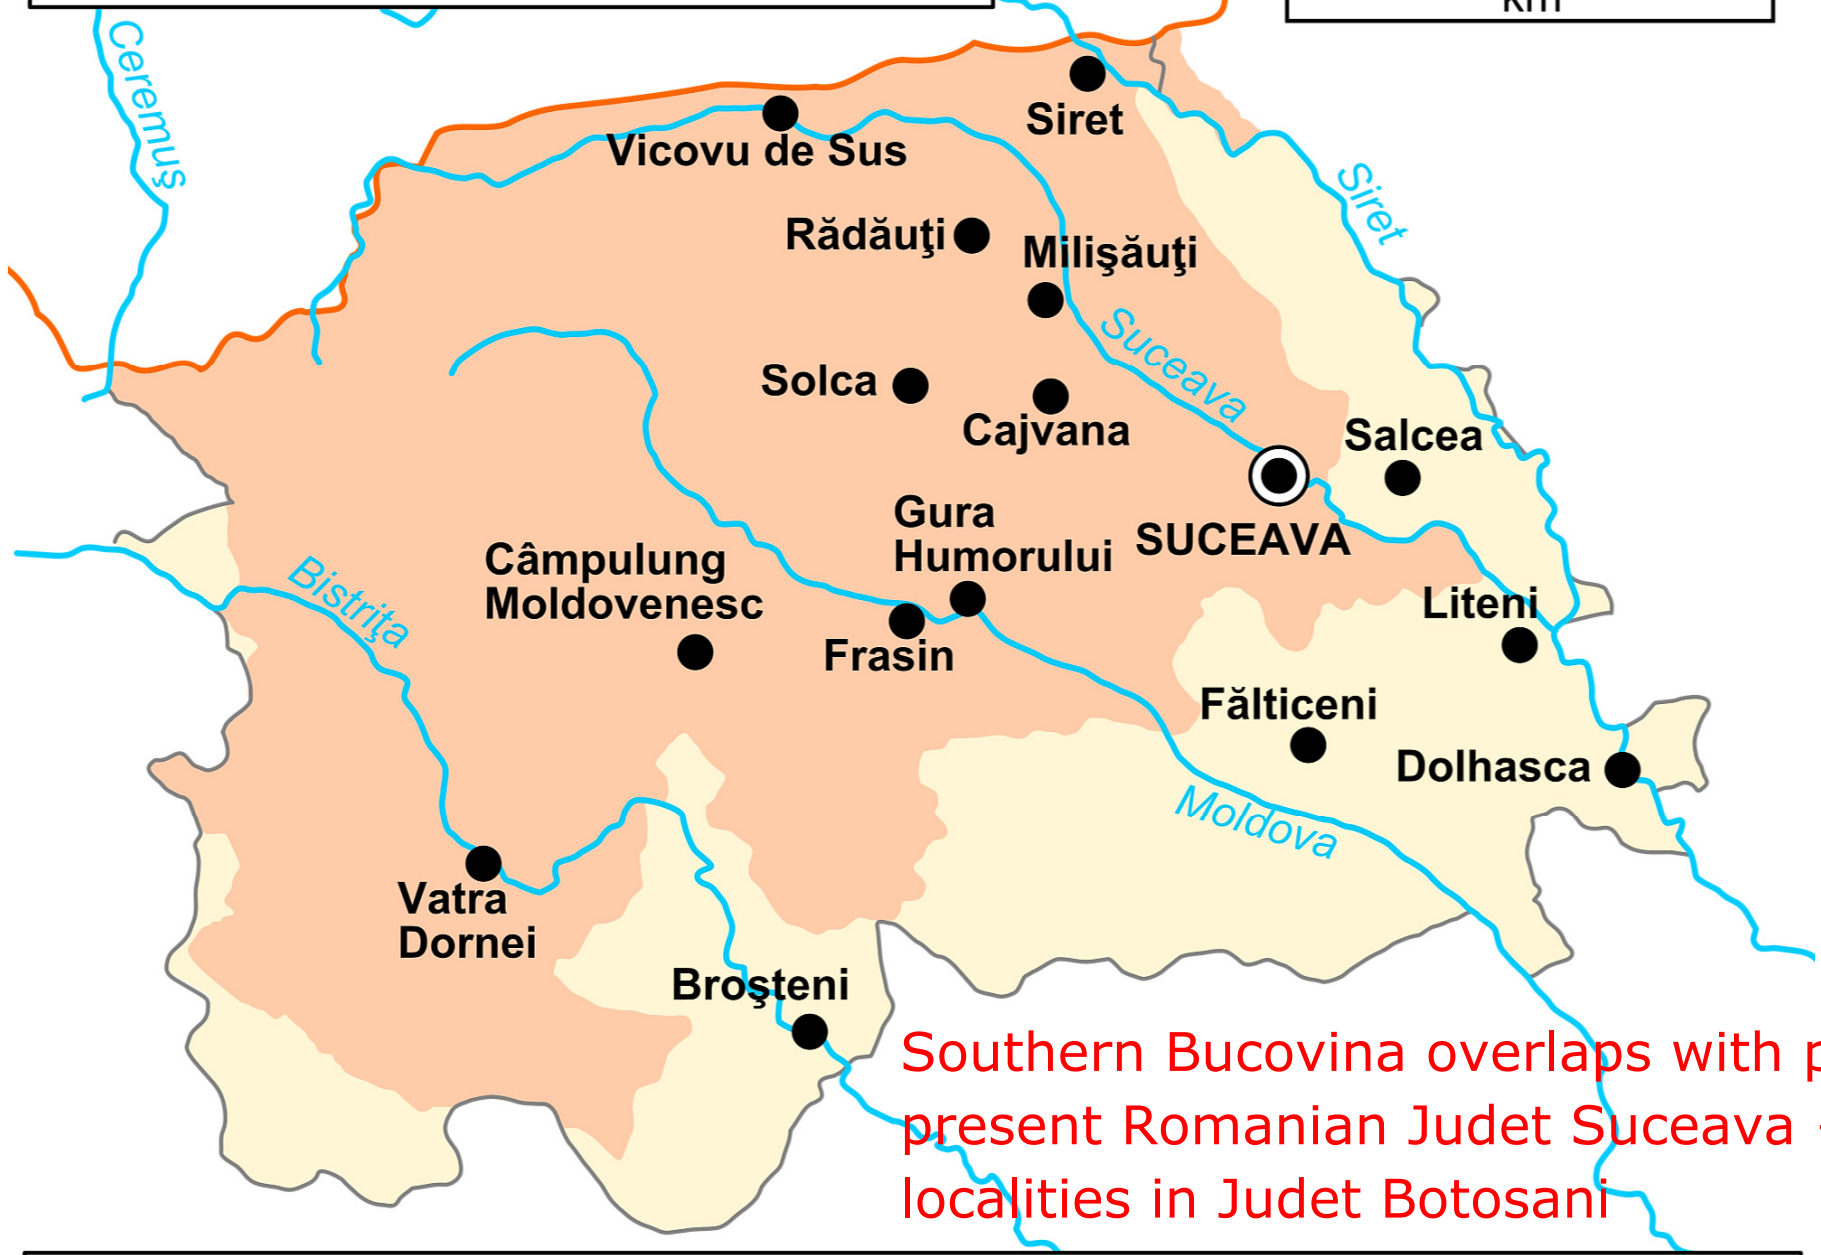 km
Ceremuş
Siret
Vicovu de Sus
Siret
Rădăuţi
Milişăuţi
Suceava
Solca
Cajvana
Salcea
Gura
Humorului
SUCEAVA
Câmpulung
Moldovenesc
Bistriţa
Liteni
Frasin
Fălticeni
Dolhasca
Moldova
Vatra
Dornei
Broşteni
Southern Bucovina overlaps with
present Romanian Judet Suceava
localities in Judet Botosani